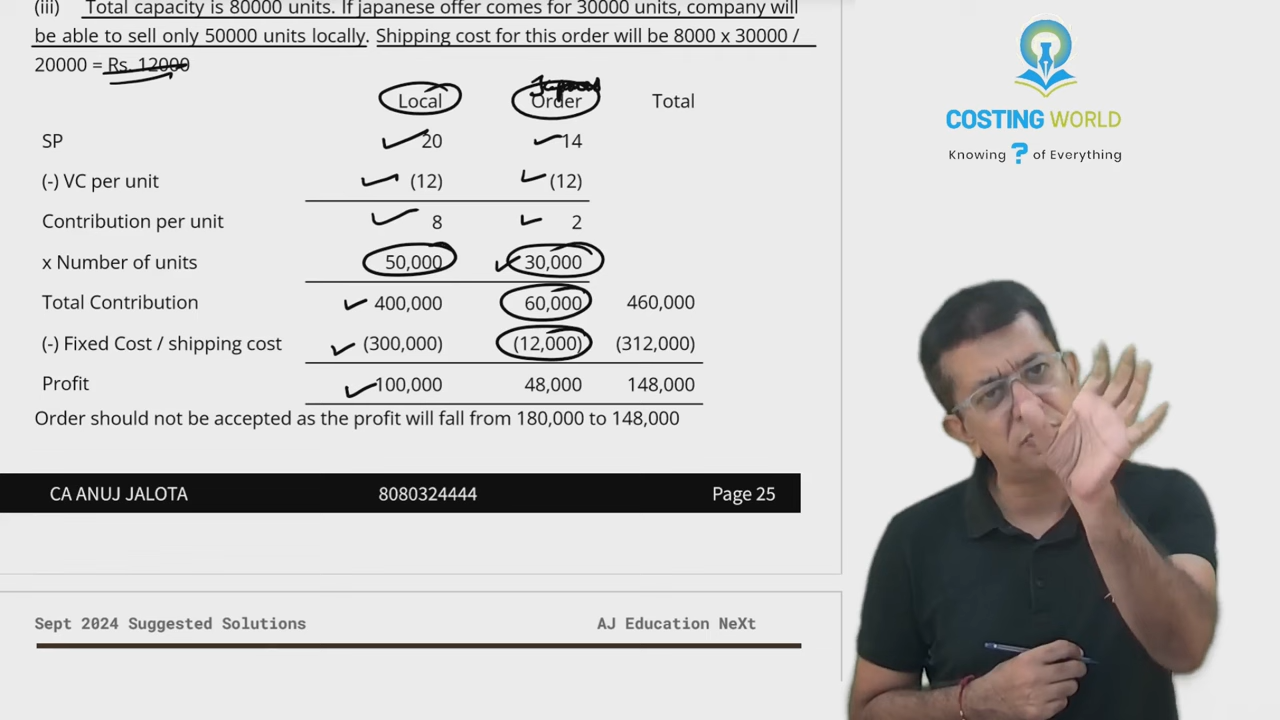 (iii) Total capacity is 80000 units. If japanese offer comes for 30000 units, company will
be able to sell only 50000 units locally. Shipping cost for this order will be 8000 x 30000 /
20000 = Rs. 12000
Local Order Total
SP 20 14
(-) VC per unit (12) (12)
Contribution per unit 8 2
x Number of units 50,000 30,000
Total Contribution 400,000 60,000 460,000
(-) Fixed Cost / shipping cost (300,000) (12,000) (312,000)
Profit 100,000 48,000 148,000
Order should not be accepted as the profit will fall from 180,000 to 148,000
CA ANUJ JALOTA 8080324444 Page 25
Sept 2024 Suggested Solutions AJ Education NeXt
COSTING WORLD
Knowing ? of Everything